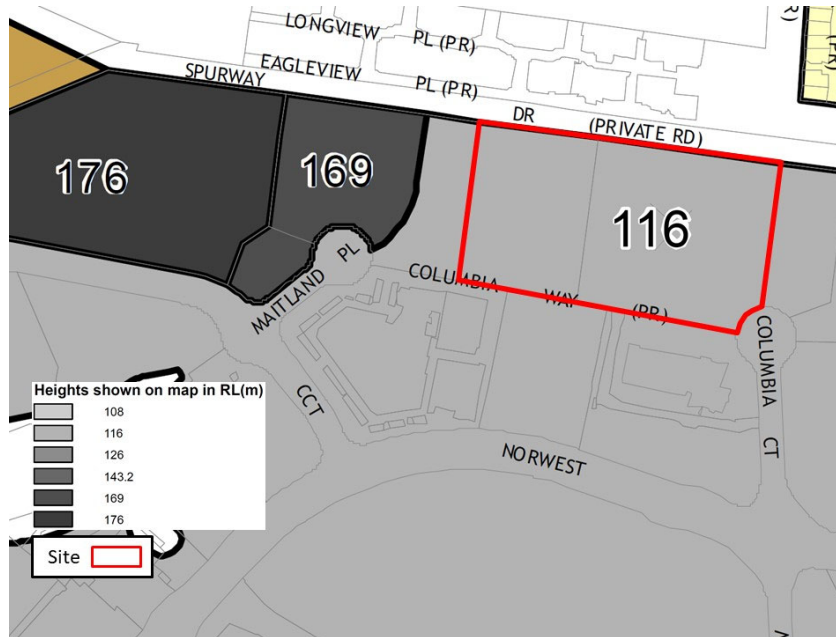 LONGVIEW PL (PR)
R)
(PR)
EAGLEVIEW PL (PR)
SPURWAY DR (PRIVATE RD)
176
169
116
MAITLAND PL
COLUMBIA WAY (PR)
COLUMBIA CT
CCT
NORWEST
Heights shown on map in RL(m)
108
116
126
143.2
169
176
Site